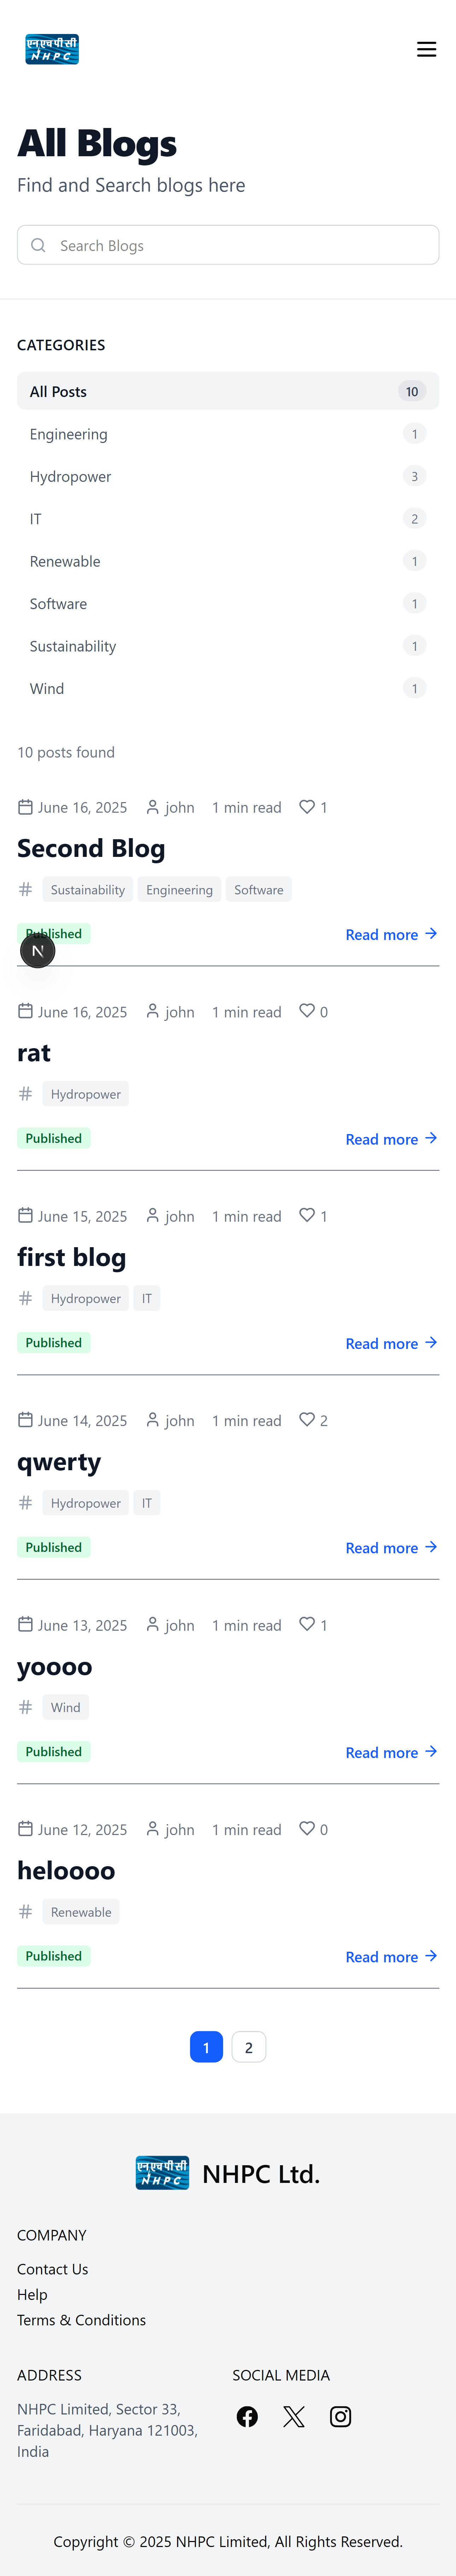 एनएचपीसी
NHPC
All Blogs
Find and Search blogs here
Search Blogs
CATEGORIES
All Posts 10
Engineering 1
Hydropower 3
IT 2
Renewable 1
Software 1
Sustainability 1
Wind 1
10 posts found
June 16, 2025 john 1 min read 1
Second Blog
# Sustainability Engineering Software
Published Read more →
N
June 16, 2025 john 1 min read 0
rat
# Hydropower
Published Read more →
June 15, 2025 john 1 min read 1
first blog
# Hydropower IT
Published Read more →
June 14, 2025 john 1 min read 2
qwerty
# Hydropower IT
Published Read more →
June 13, 2025 john 1 min read 1
yoooo
# Wind
Published Read more →
June 12, 2025 john 1 min read 0
heloooo
# Renewable
Published Read more →
1 2
एनएचपीसी
NHPC
NHPC Ltd.
COMPANY
Contact Us
Help
Terms & Conditions
ADDRESS
NHPC Limited, Sector 33,
Faridabad, Haryana 121003,
India
SOCIAL MEDIA
Copyright © 2025 NHPC Limited, All Rights Reserved.